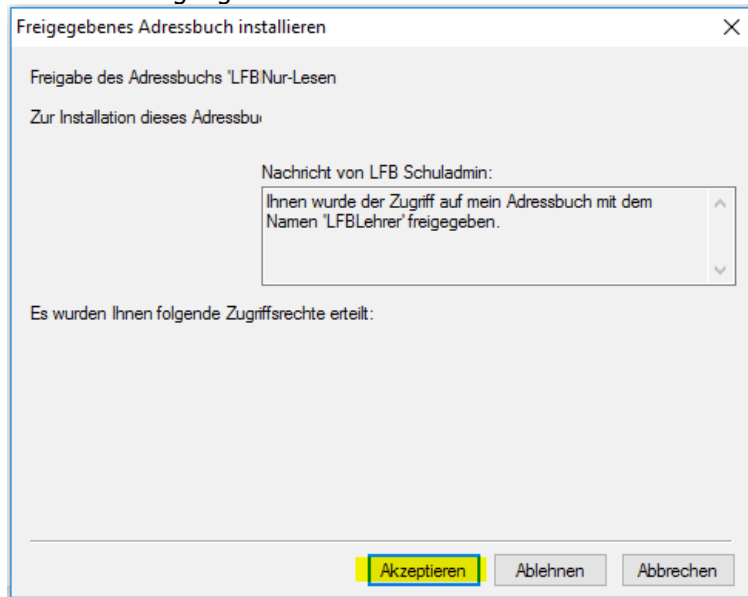 Freigegebenes Adressbuch installieren
Freigabe des Adressbuchs 'LFB Nur-Lesen
Zur Installation dieses Adressbu
Nachricht von LFB Schuladmin:
Ihnen wurde der Zugriff auf mein Adressbuch mit dem
Namen 'LFBLehrer' freigegeben.
Es wurden Ihnen folgende Zugriffsrechte erteilt:
Akzeptieren Ablehnen Abbrechen